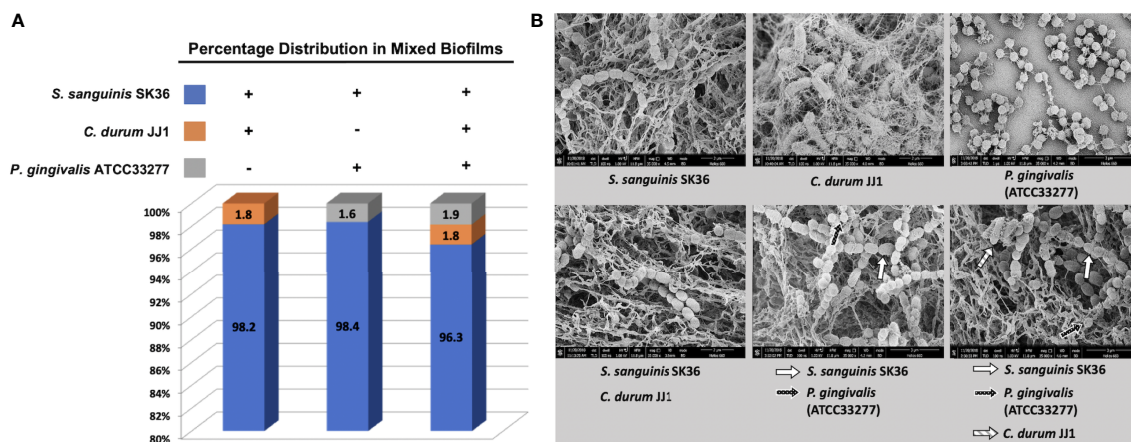 A
Percentage Distribution in Mixed Biofilms
S. sanguinis SK36 + + +
C. durum JJ1 + - +
P. gingivalis ATCC33277 - + +
100%
98%
96%
94%
92%
90%
88%
86%
84%
82%
80%
1.8
98.2
1.6
98.4
1.9
1.8
96.3
B
S. sanguinis SK36
C. durum JJ1
P. gingivalis
(ATCC33277)
S. sanguinis SK36
C. durum JJ1
S. sanguinis SK36
P. gingivalis
(ATCC33277)
S. sanguinis SK36
P. gingivalis
(ATCC33277)
C. durum JJ1